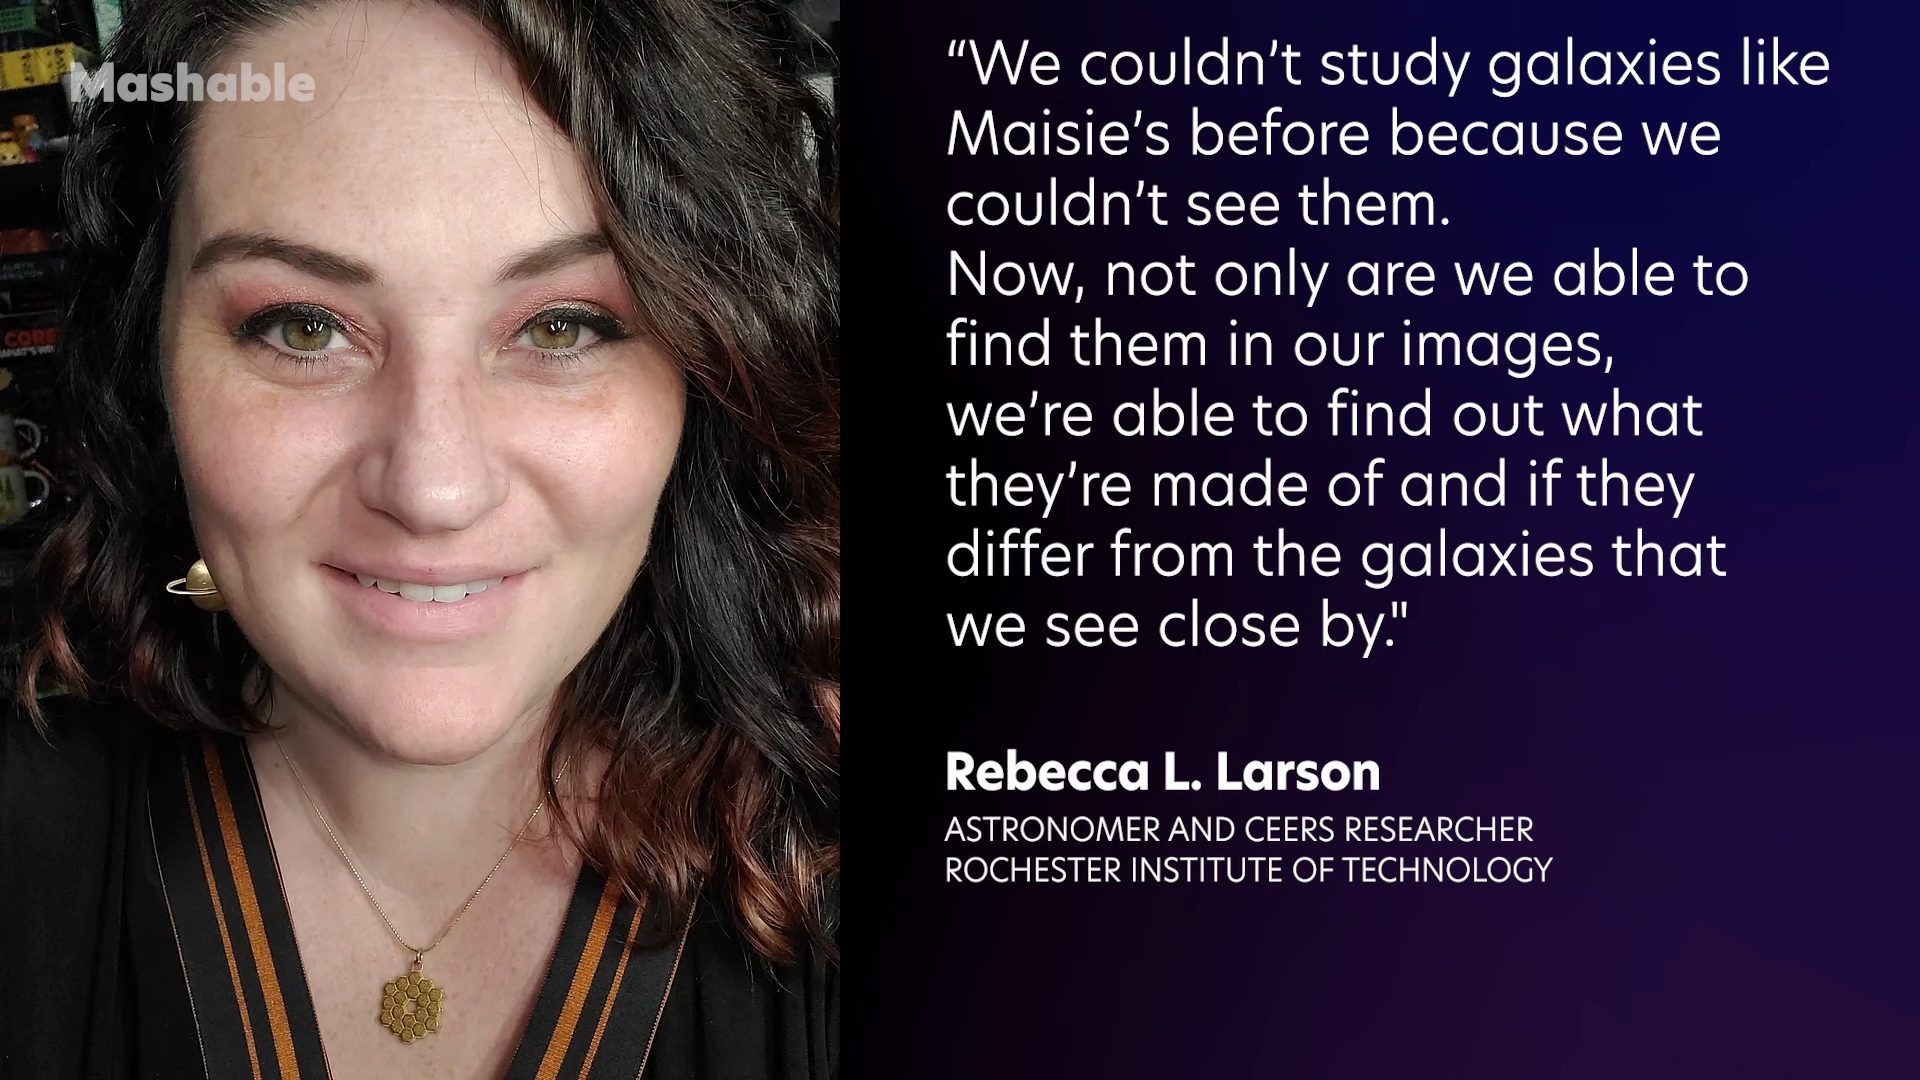 Mashable
“We couldn’t study galaxies like
Maisie’s before because we
couldn’t see them.
Now, not only are we able to
find them in our images,
we’re able to find out what
they’re made of and if they
differ from the galaxies that
we see close by."
Rebecca L. Larson
ASTRONOMER AND CEERS RESEARCHER
ROCHESTER INSTITUTE OF TECHNOLOGY
CORE